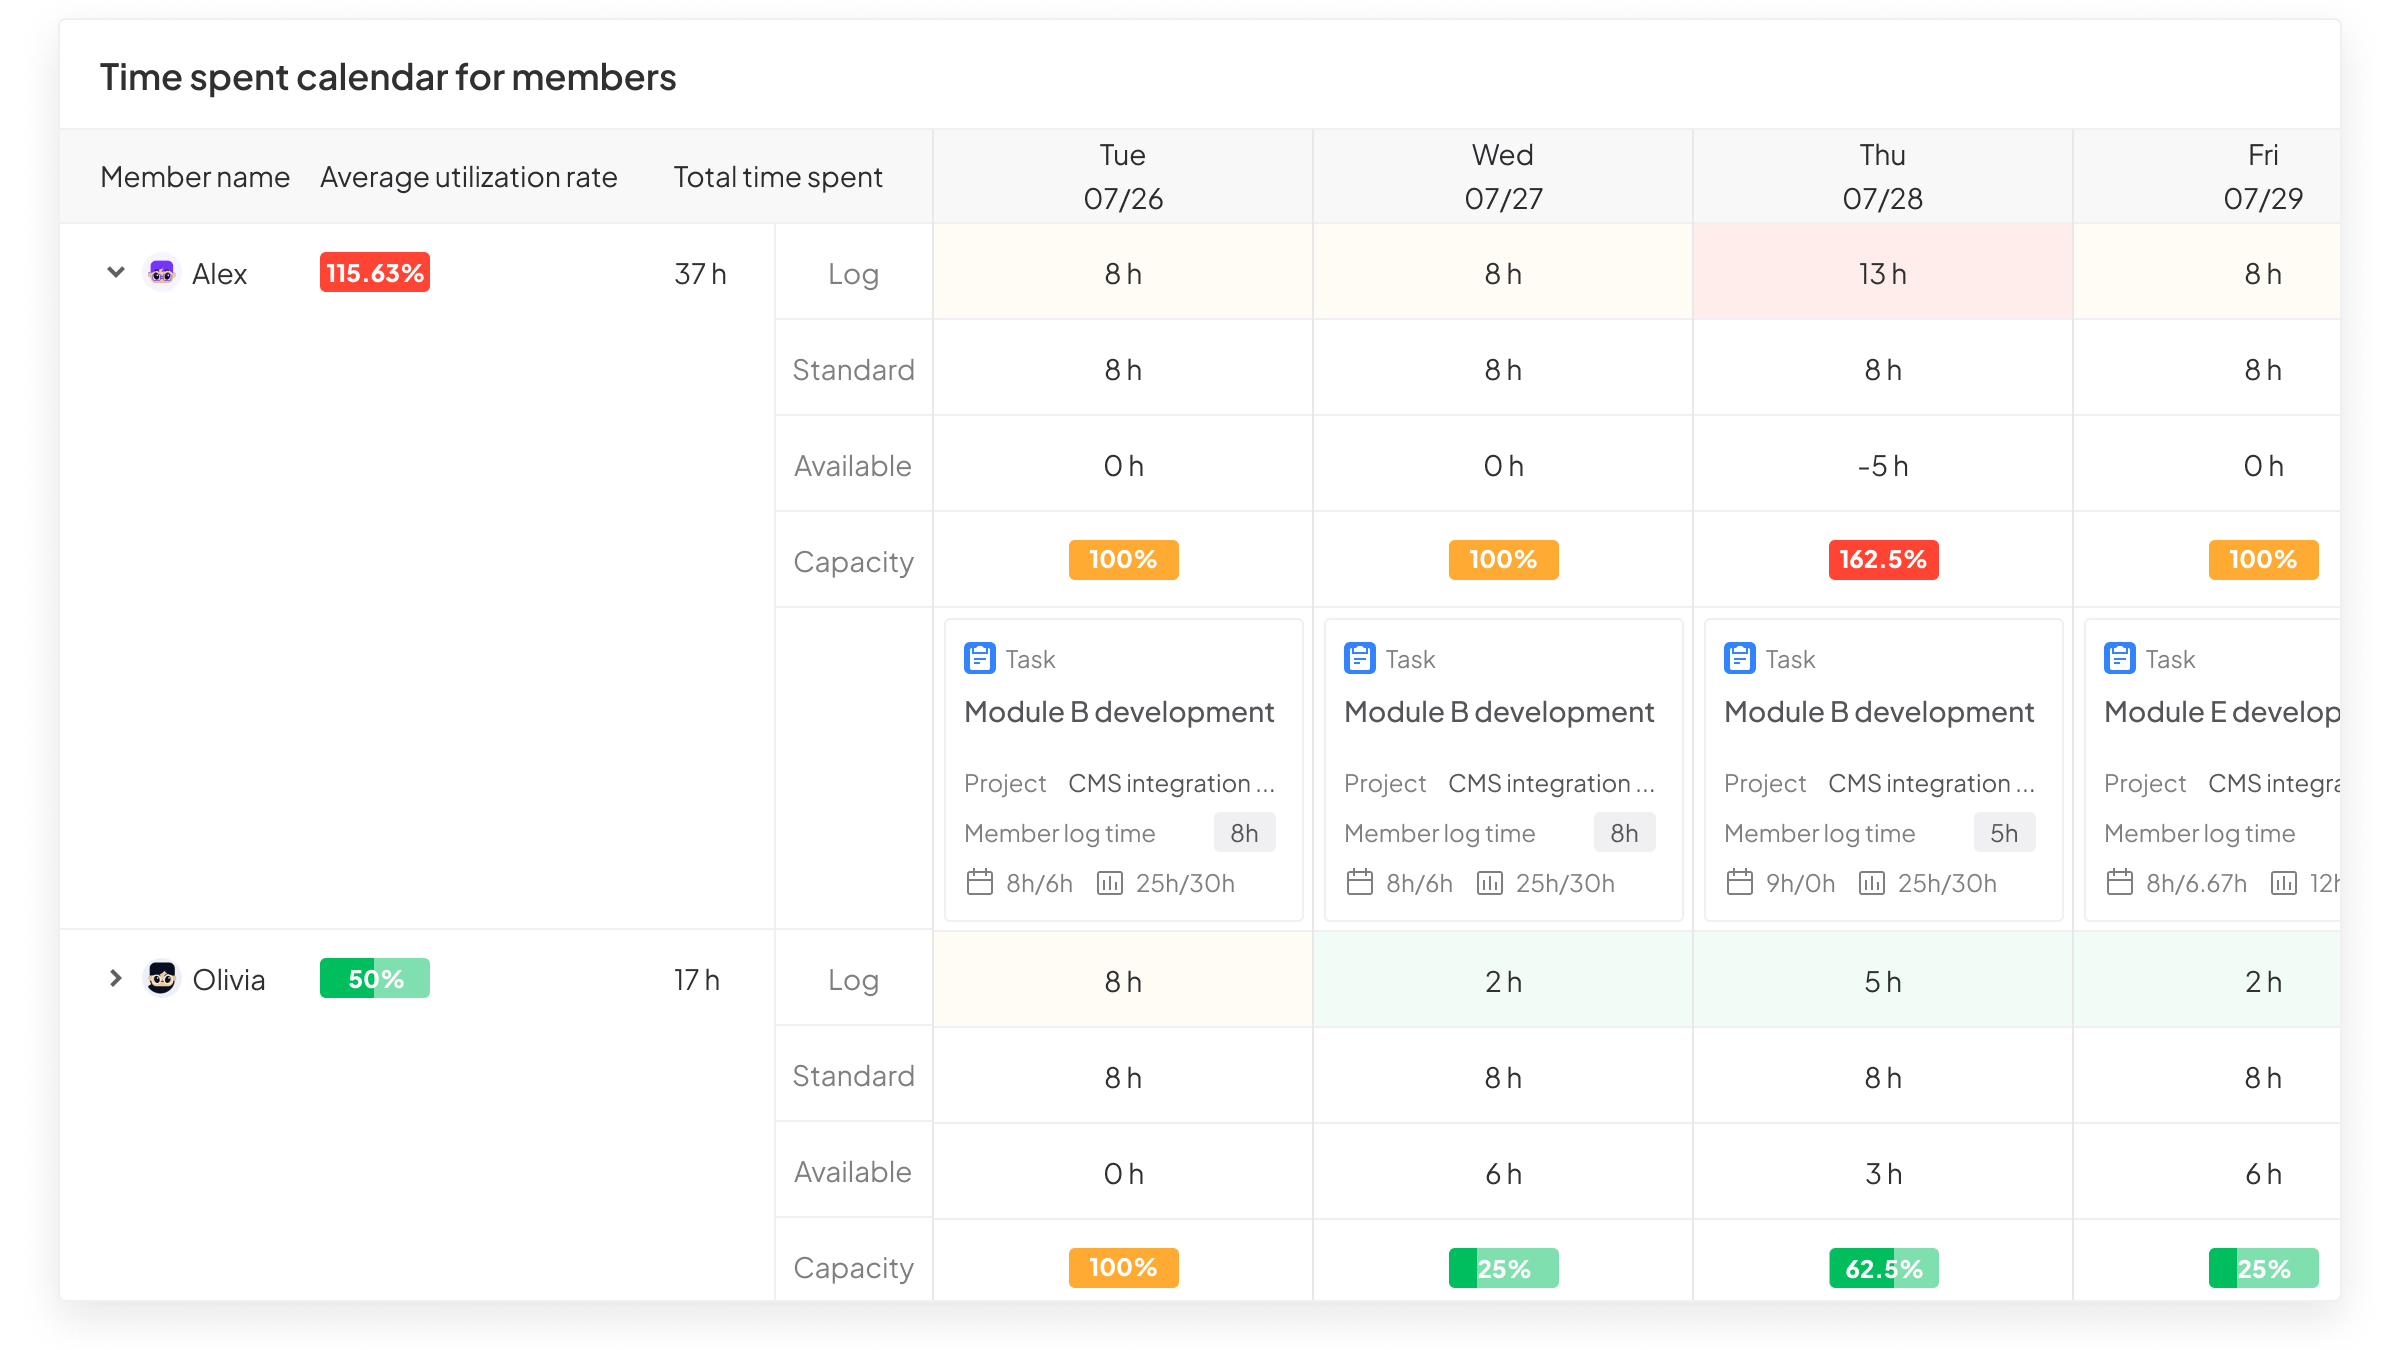 Time spent calendar for members
Member name Average utilization rate Total time spent Tue Wed Thu Fri
07/26 07/27 07/28 07/29
Alex 115.63% 37 h Log 8 h 8 h 13 h 8 h
Standard 8 h 8 h 8 h 8 h
Available 0 h 0 h -5 h 0 h
Capacity 100% 100% 162.5% 100%
Task Task Task Task
Module B development Module B development Module B development Module E develop
Project CMS integration ... Project CMS integration ... Project CMS integration ... Project CMS integra
Member log time 8h Member log time 8h Member log time 5h Member log time
8h/6h 25h/30h 8h/6h 25h/30h 9h/0h 25h/30h 8h/6.67h 12h
Olivia 50% 17 h Log 8 h 2 h 5 h 2 h
Standard 8 h 8 h 8 h 8 h
Available 0 h 6 h 3 h 6 h
Capacity 100% 25% 62.5% 25%